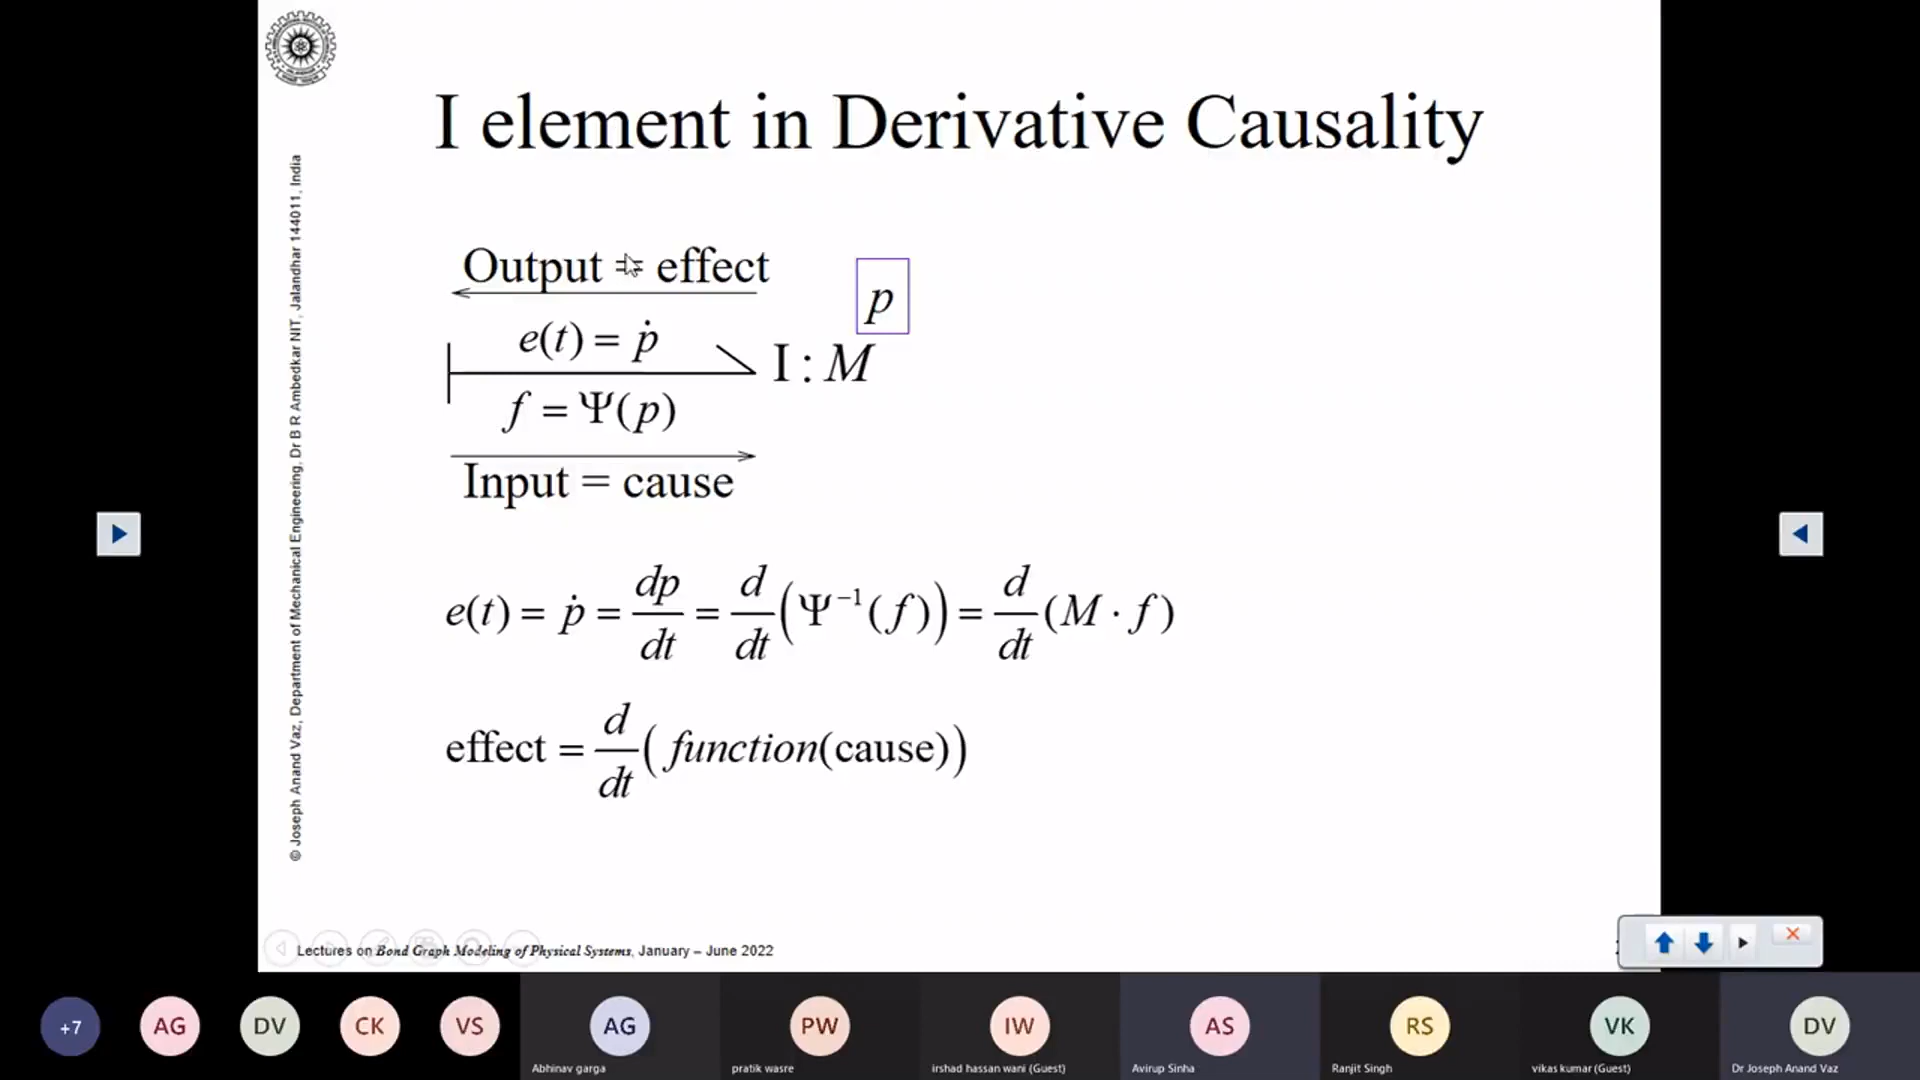 I element in Derivative Causality
Output = effect
p
e(t) = ṗ
I : M
f = Ψ(p)
Input = cause
e(t) = ṗ = dp/dt = d/dt (Ψ⁻¹(f)) = d/dt (M · f)
effect = d/dt (function(cause))
© Joseph Anand Vaz, Department of Mechanical Engineering, Dr B R Ambedkar NIT, Jalandhar 144011, India
Lectures on Bond Graph Modeling of Physical Systems, January – June 2022
+7
AG
DV
CK
VS
AG
PW
IW
AS
RS
VK
DV
Abhinav garga
pratik wasre
irshad hassan wani (Guest)
Avirup Sinha
Ranjit Singh
vikas kumar (Guest)
Dr Joseph Anand Vaz